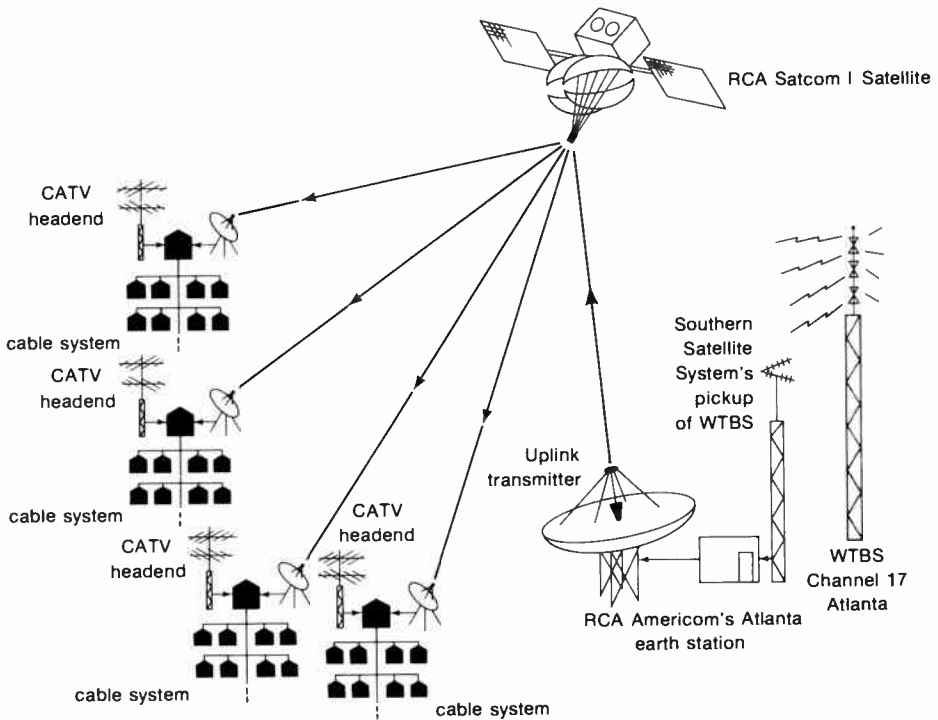 RCA Satcom I Satellite
CATV
headend
cable system
CATV
headend
cable system
CATV
headend
cable system
CATV
headend
cable system
Uplink
transmitter
Southern
Satellite
System's
pickup
of WTBS
RCA Americom's Atlanta
earth station
WTBS
Channel 17
Atlanta